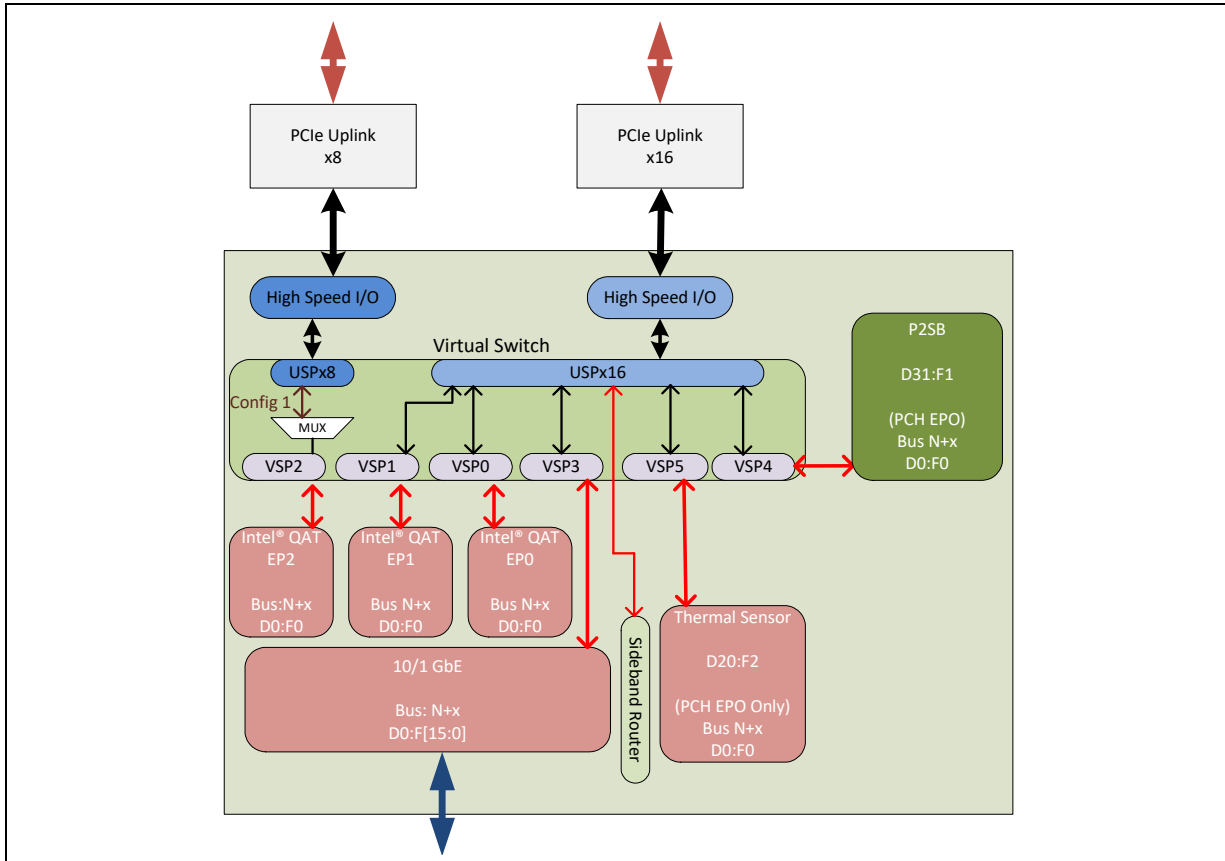 PCIe Uplink
x8
PCIe Uplink
x16
High Speed I/O
High Speed I/O
Virtual Switch
USPx8
USPx16
Config 1
MUX
VSP2
VSP1
VSP0
VSP3
VSP5
VSP4
P2SB
D31:F1
(PCH EPO)
Bus N+x
D0:F0
Intel® QAT
EP2
Bus:N+x
D0:F0
Intel® QAT
EP1
Bus N+x
D0:F0
Intel® QAT
EP0
Bus N+x
D0:F0
10/1 GbE
Bus: N+x
D0:F[15:0]
Sideband Router
Thermal Sensor
D20:F2
(PCH EPO Only)
Bus N+x
D0:F0